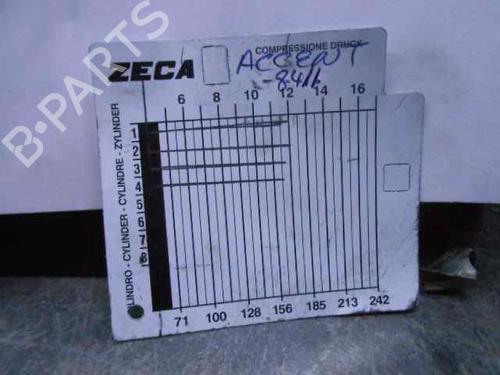 B-PARTS
ZECA
COMPRESSIONE DRUCK
ACCENT
6 8 10 12 14 16
LINDRO - CYLINDER - CYLINDRE - ZYLINDER
1
2
3
4
5
6
7
8
71 100 128 156 185 213 242